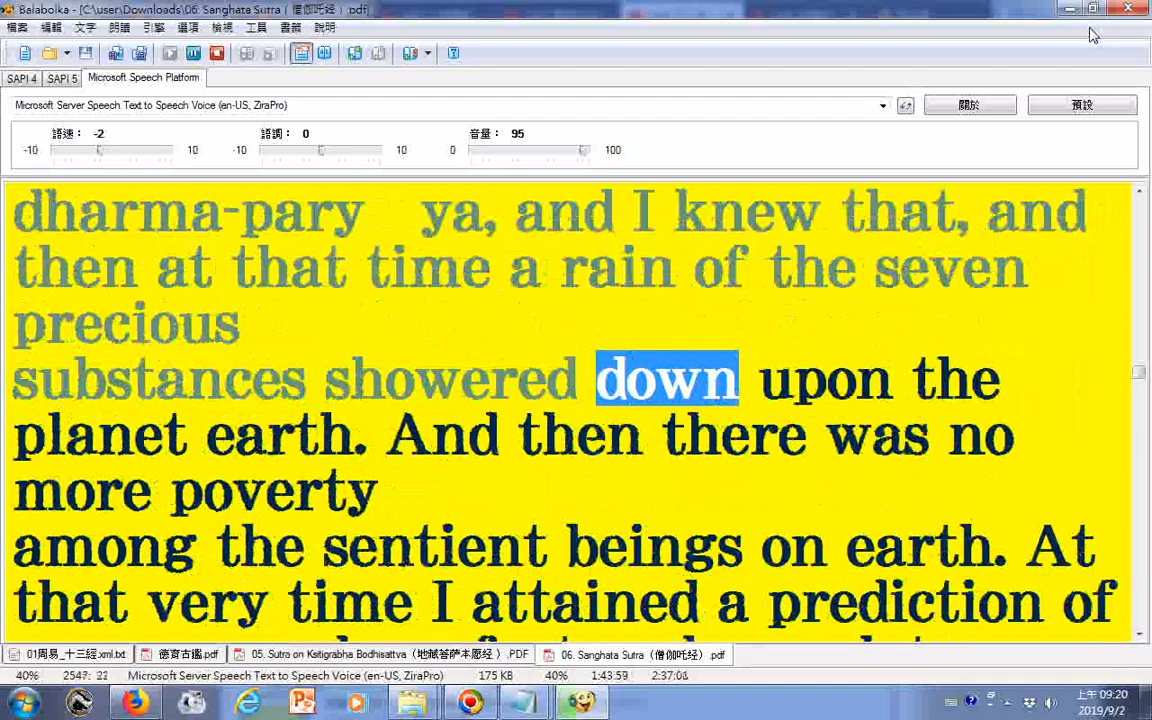 Balabolka - [C:\user\Downloads\06. Sanghata Sutra（僧伽吒经）.pdf]
檔案 編輯 文字 朗讀 引擎 選項 檢視 工具 書籤 說明
SAPI 4 SAPI 5 Microsoft Speech Platform
Microsoft Server Speech Text to Speech Voice (en-US, ZiraPro) 關於 預設
語速： -2 語調： 0 音量： 95
-10 10 -10 10 0 100
dharma-pary ya, and I knew that, and
then at that time a rain of the seven
precious
substances showered down upon the
planet earth. And then there was no
more poverty
among the sentient beings on earth. At
that very time I attained a prediction of
01周易_十三經.xml.txt 德育古鑑.pdf 05. Sutra on Ksitigrabha Bodhisattva（地藏菩萨本愿经）.PDF 06. Sanghata Sutra（僧伽吒经）.pdf
40% 2547: 22 Microsoft Server Speech Text to Speech Voice (en-US, ZiraPro) 175 KB 40% 1:43:59 2:37:01
上午 09:20
2019/9/2